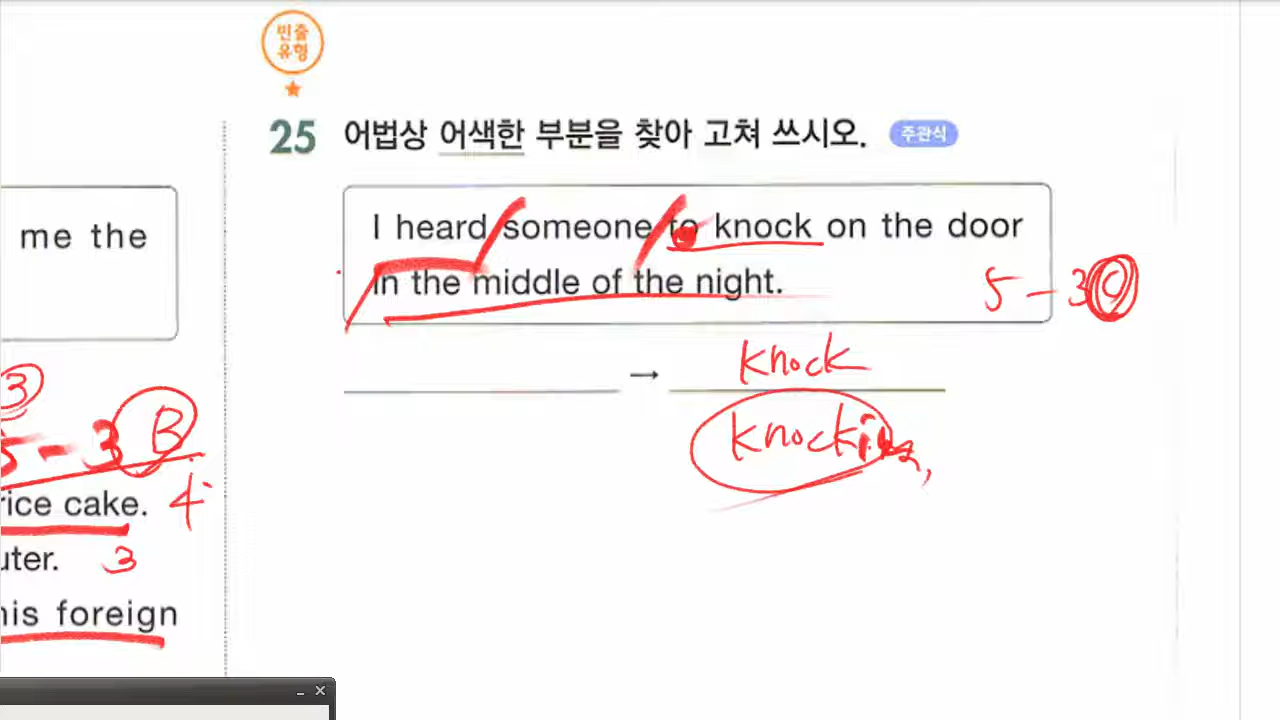 빈출
유형
25 어법상 어색한 부분을 찾아 고쳐 쓰시오. 주관식
I heard someone to knock on the door
in the middle of the night.
5-3C
→ knock
knocking,
me the
3
5-3 B
rice cake. 4
uter. 3
his foreign